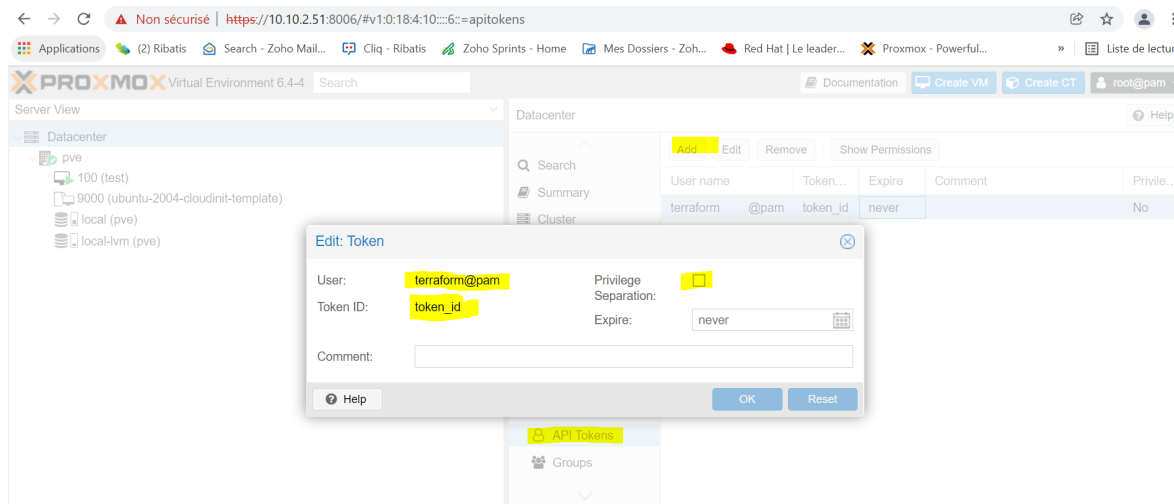 Non sécurisé | https://10.10.2.51:8006/#v1:0:18:4:10::::6::=apitokens
Applications (2) Ribatis Search - Zoho Mail... Cliq - Ribatis Zoho Sprints - Home Mes Dossiers - Zoh... Red Hat | Le leader... Proxmox - Powerful... » Liste de lectur
PROXMOX Virtual Environment 6.4-4 Search Documentation Create VM Create CT root@pam
Server View
Datacenter
pve
100 (test)
9000 (ubuntu-2004-cloudinit-template)
local (pve)
local-lvm (pve)
Datacenter Help
Search
Summary
Cluster
API Tokens
Groups
Add Edit Remove Show Permissions
User name Token... Expire Comment Privile...
terraform @pam token_id never No
Edit: Token
User: terraform@pam
Token ID: token_id
Privilege
Separation:
Expire: never
Comment:
Help OK Reset